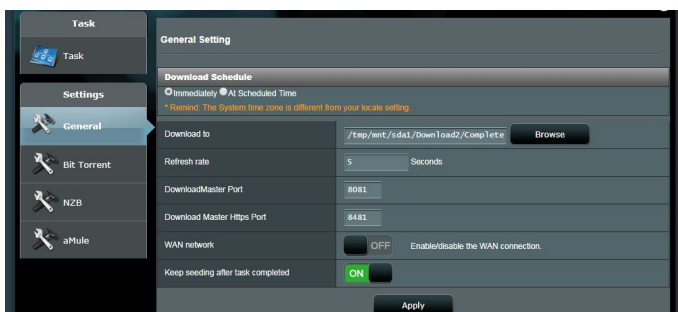 Task
Task
Settings
General
Bit Torrent
NZB
aMule
General Setting
Download Schedule
Immediately At Scheduled Time
* Remind: The System time zone is different from your locale setting.
Download to /tmp/mnt/sda1/Download2/Complete Browse
Refresh rate 5 Seconds
DownloadMaster Port 8081
Download Master Https Port 8481
WAN network OFF Enable/disable the WAN connection.
Keep seeding after task completed ON
Apply